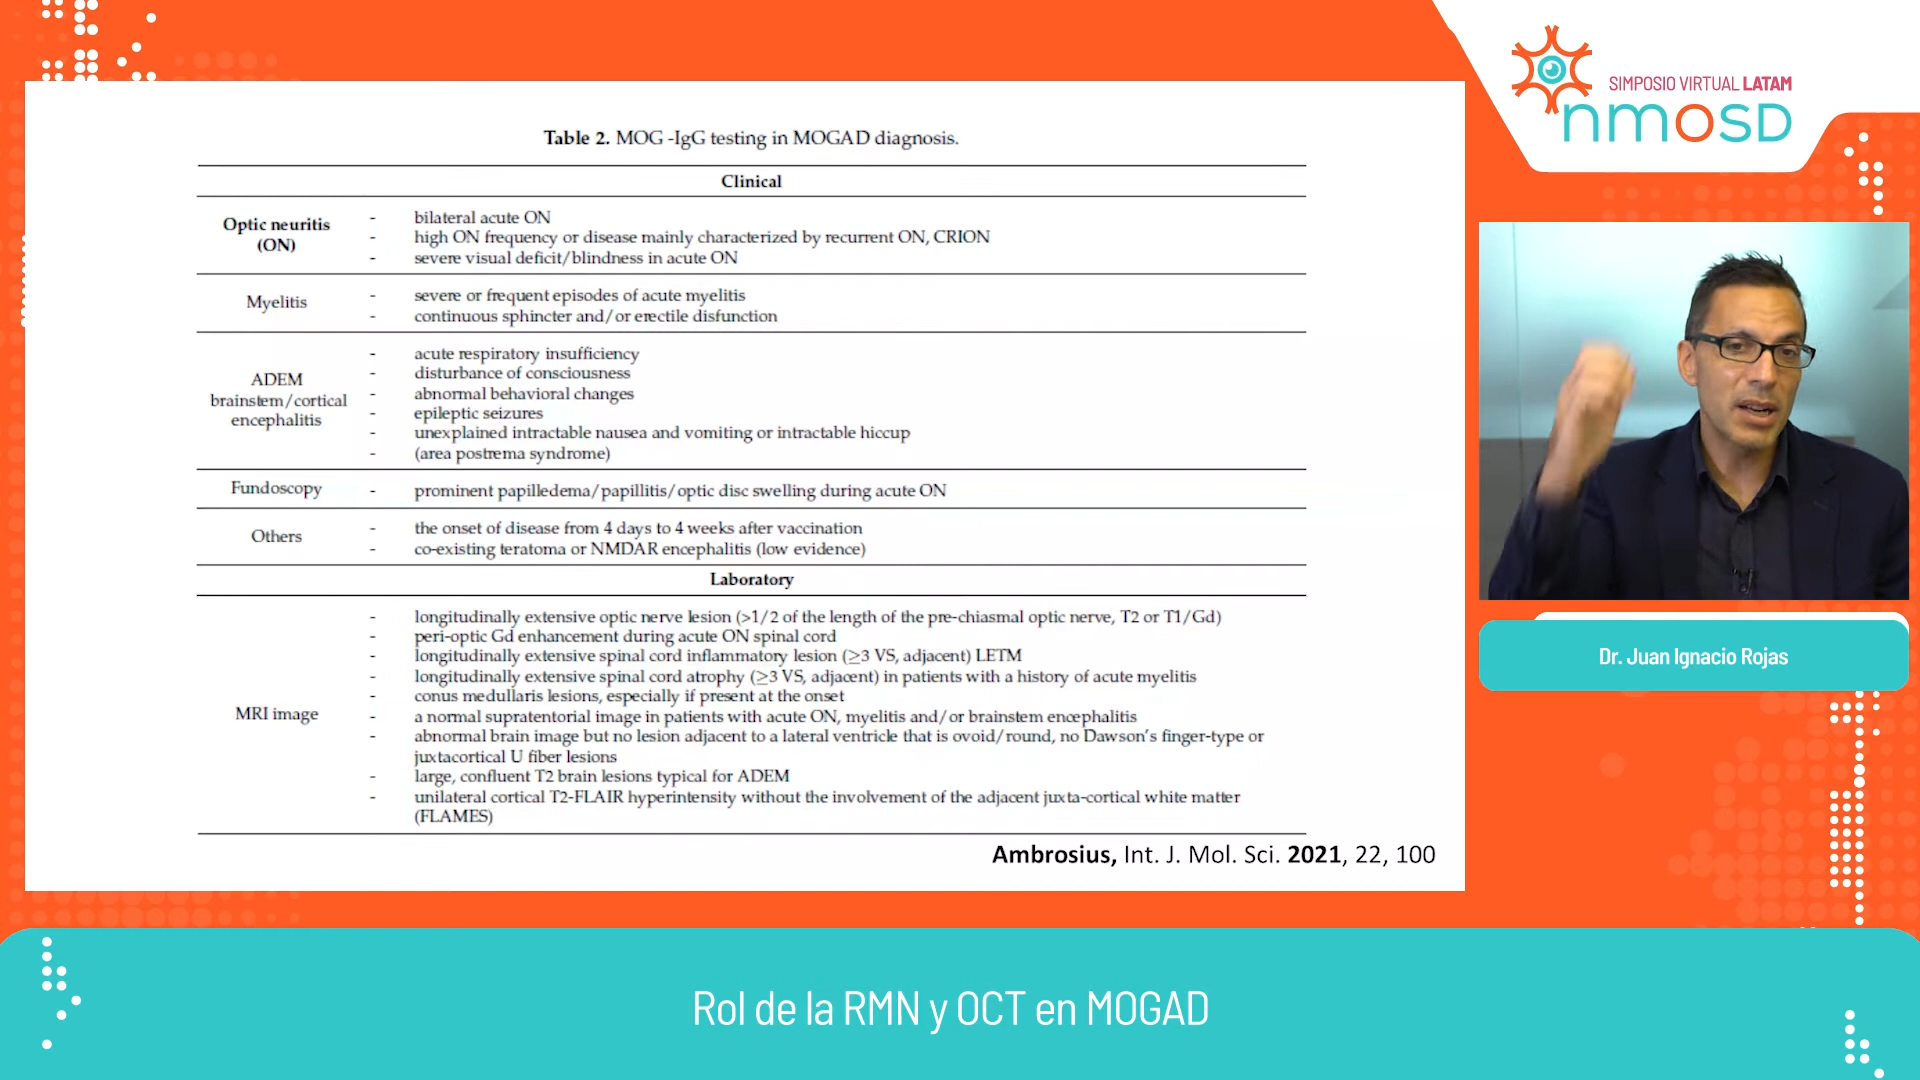 SIMPOSIO VIRTUAL LATAM
nmosD
Table 2. MOG -IgG testing in MOGAD diagnosis.
Clinical
Optic neuritis
(ON)
- bilateral acute ON
- high ON frequency or disease mainly characterized by recurrent ON, CRION
- severe visual deficit/blindness in acute ON
Myelitis
- severe or frequent episodes of acute myelitis
- continuous sphincter and/or erectile disfunction
ADEM
brainstem/cortical
encephalitis
- acute respiratory insufficiency
- disturbance of consciousness
- abnormal behavioral changes
- epileptic seizures
- unexplained intractable nausea and vomiting or intractable hiccup
- (area postrema syndrome)
Fundoscopy
- prominent papilledema/papillitis/optic disc swelling during acute ON
Others
- the onset of disease from 4 days to 4 weeks after vaccination
- co-existing teratoma or NMDAR encephalitis (low evidence)
Laboratory
MRI image
- longitudinally extensive optic nerve lesion (>1/2 of the length of the pre-chiasmal optic nerve, T2 or T1/Gd)
- peri-optic Gd enhancement during acute ON spinal cord
- longitudinally extensive spinal cord inflammatory lesion (≥3 VS, adjacent) LETM
- longitudinally extensive spinal cord atrophy (≥3 VS, adjacent) in patients with a history of acute myelitis
- conus medullaris lesions, especially if present at the onset
- a normal supratentorial image in patients with acute ON, myelitis and/or brainstem encephalitis
- abnormal brain image but no lesion adjacent to a lateral ventricle that is ovoid/round, no Dawson's finger-type or
juxtacortical U fiber lesions
- large, confluent T2 brain lesions typical for ADEM
- unilateral cortical T2-FLAIR hyperintensity without the involvement of the adjacent juxta-cortical white matter
(FLAMES)
Ambrosius, Int. J. Mol. Sci. 2021, 22, 100
Dr. Juan Ignacio Rojas
Rol de la RMN y OCT en MOGAD